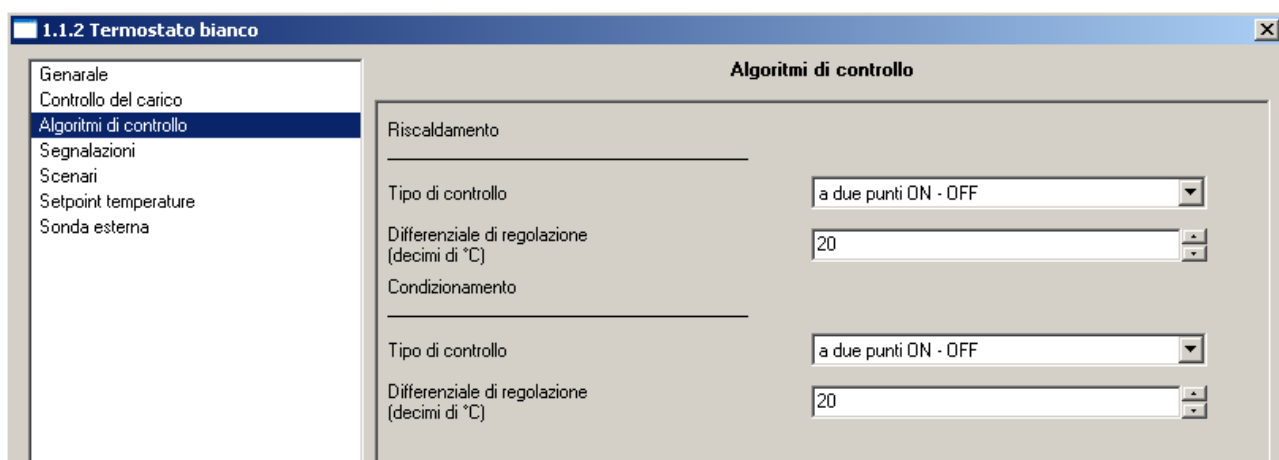 1.1.2 Termostato bianco
Genarale
Controllo del carico
Algoritmi di controllo
Segnalazioni
Scenari
Setpoint temperature
Sonda esterna
Algoritmi di controllo
Riscaldamento
Tipo di controllo
a due punti ON - OFF
Differenziale di regolazione
(decimi di °C)
20
Condizionamento
Tipo di controllo
a due punti ON - OFF
Differenziale di regolazione
(decimi di °C)
20